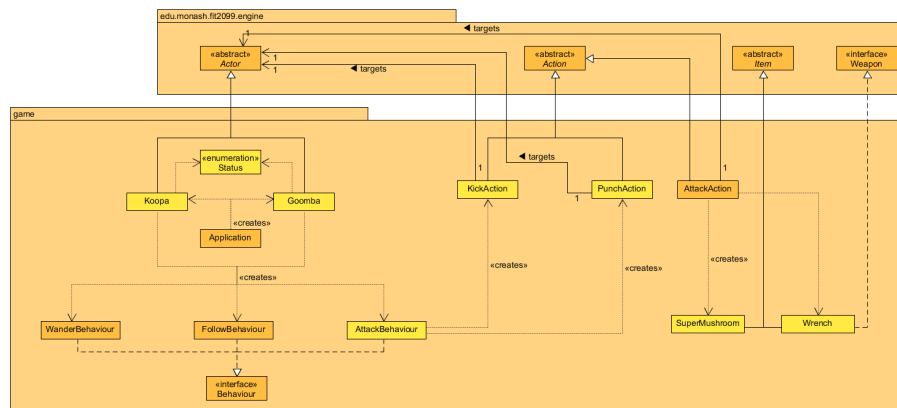 edu.monash.fit2099.engine
◄ targets
1
«abstract»
Actor
1
1
◄ targets
«abstract»
Action
«abstract»
Item
«interface»
Weapon
game
◄ targets
«enumeration»
Status
1
1
1
Koopa
Goomba
KickAction
PunchAction
AttackAction
«creates»
Application
«creates»
«creates»
«creates»
«creates»
WanderBehaviour
FollowBehaviour
AttackBehaviour
SuperMushroom
Wrench
«interface»
Behaviour